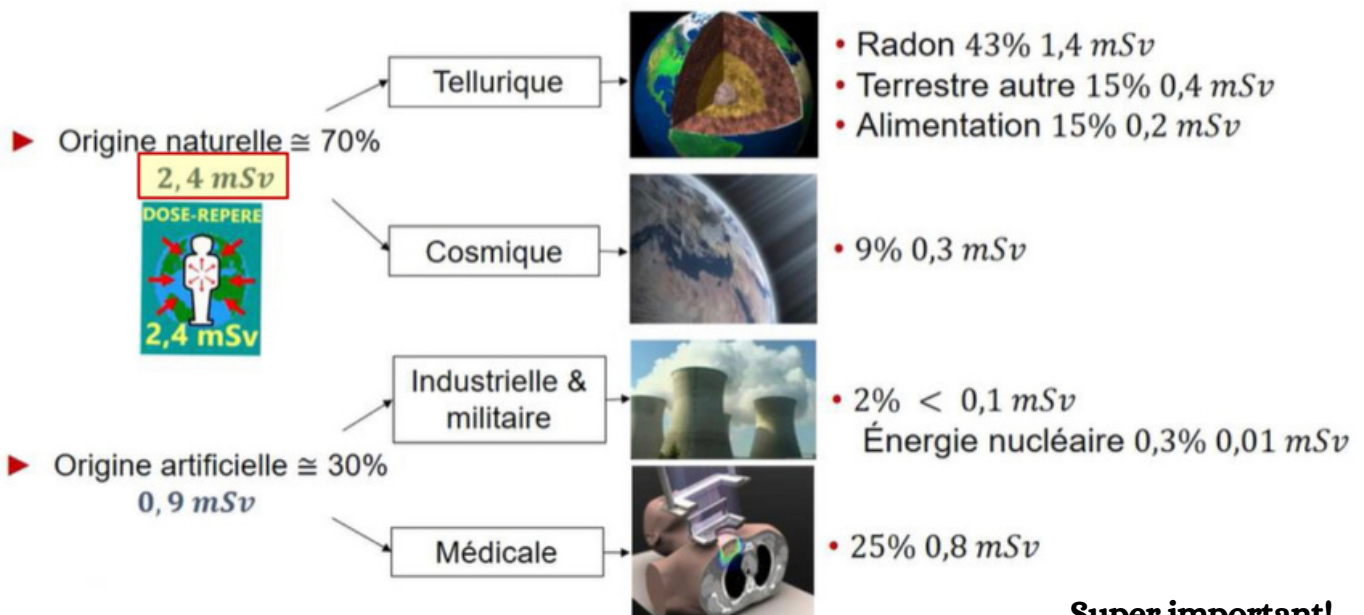 Tellurique
• Radon 43% 1,4 mSv
• Terrestre autre 15% 0,4 mSv
• Alimentation 15% 0,2 mSv
► Origine naturelle ≅ 70%
2,4 mSv
DOSE-REPERE
2,4 mSv
Cosmique
• 9% 0,3 mSv
Industrielle &
militaire
• 2% < 0,1 mSv
Énergie nucléaire 0,3% 0,01 mSv
► Origine artificielle ≅ 30%
0,9 mSv
Médicale
• 25% 0,8 mSv
Super important!